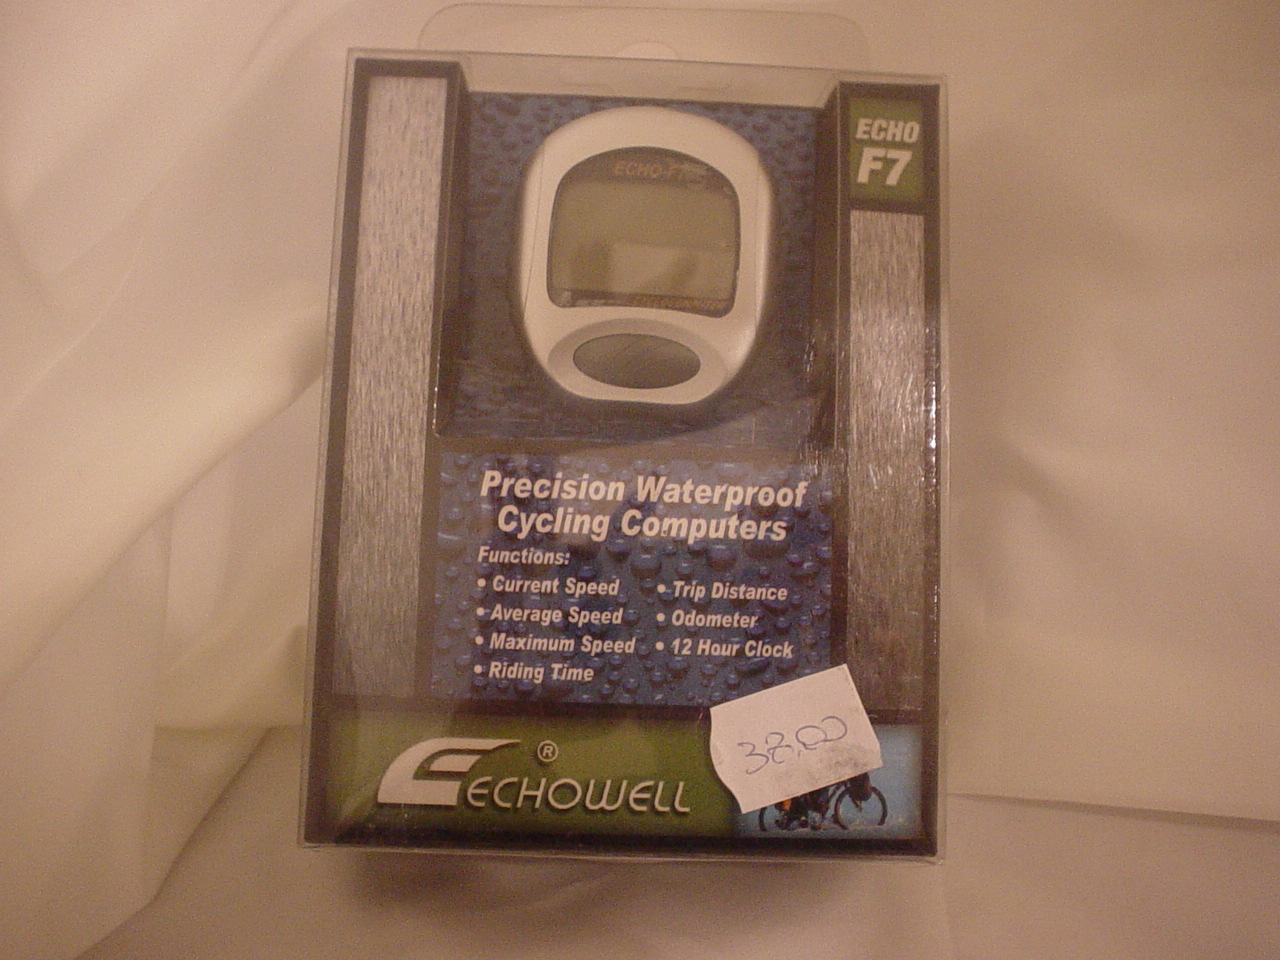 ECHO
F7
ECHO-F7
Precision Waterproof
Cycling Computers
Functions:
• Current Speed
• Average Speed
• Maximum Speed
• Riding Time
• Trip Distance
• Odometer
• 12 Hour Clock
®
ECHOWELL
38,00